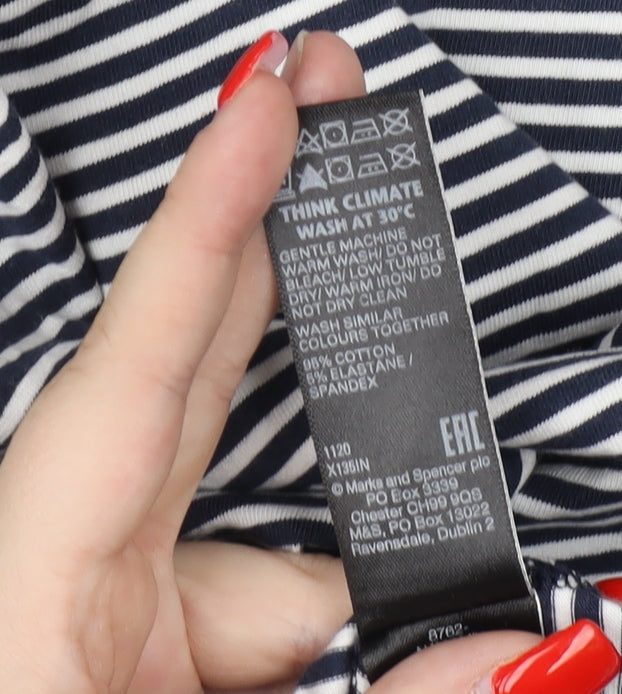 THINK CLIMATE
WASH AT 30°C
GENTLE MACHINE
WARM WASH/ DO NOT
BLEACH/ LOW TUMBLE
DRY/ WARM IRON/ DO
NOT DRY CLEAN
WASH SIMILAR
COLOURS TOGETHER
95% COTTON
5% ELASTANE /
SPANDEX
EAC
1120
X135IN
© Marks and Spencer plc
PO Box 3339
Chester CH99 9QS
M&S, PO Box 13022
Ravensdale, Dublin 2
8762-